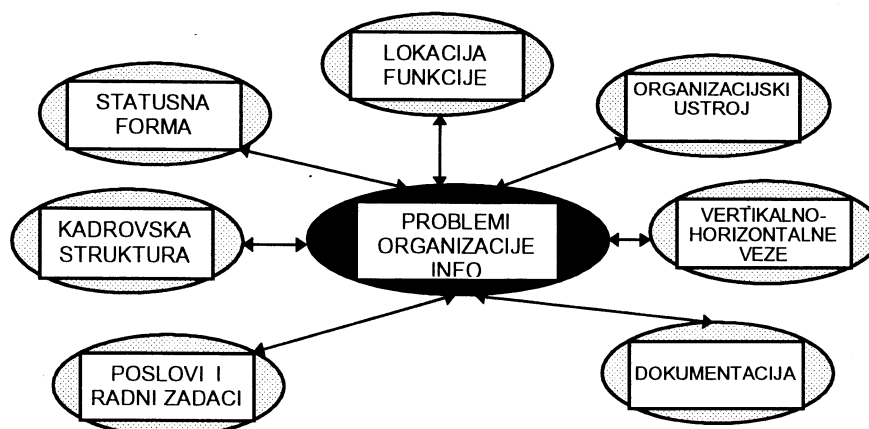 LOKACIJA
FUNKCIJE
STATUSNA
FORMA
ORGANIZACIJSKI
USTROJ
KADROVSKA
STRUKTURA
PROBLEMI
ORGANIZACIJE
INFO
VERTIKALNO-
HORIZONTALNE
VEZE
POSLOVI I
RADNI ZADACI
DOKUMENTACIJA